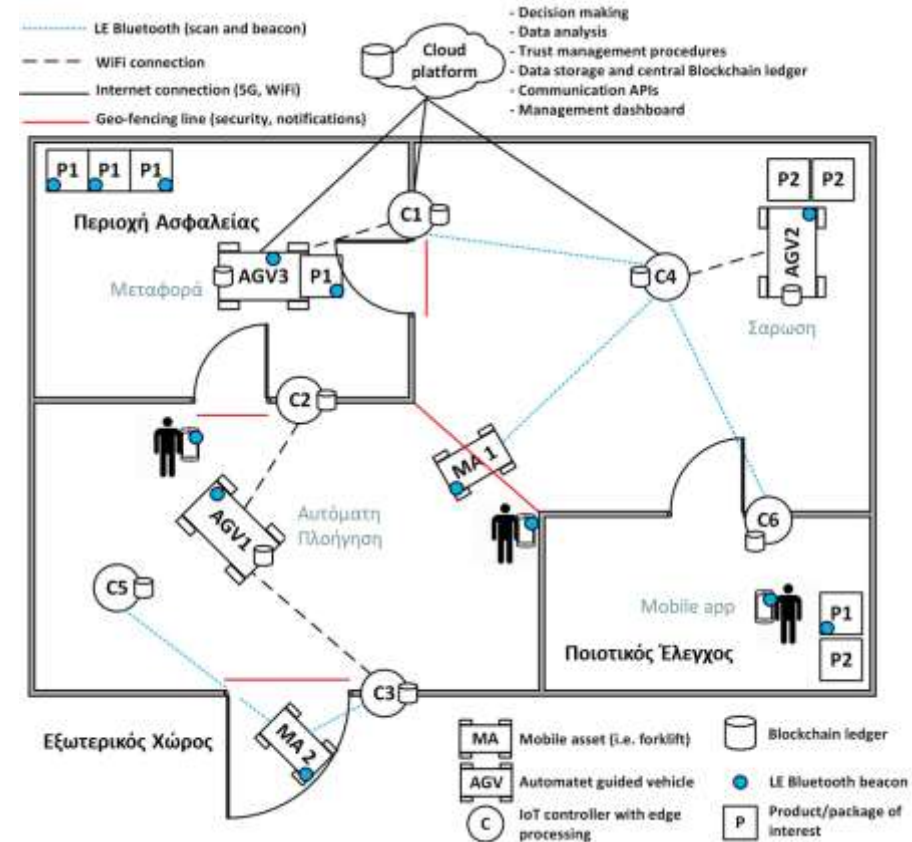 LE Bluetooth (scan and beacon)
WiFi connection
Internet connection (5G, WiFi)
Geo-fencing line (security, notifications)
Cloud
platform
- Decision making
- Data analysis
- Trust management procedures
- Data storage and central Blockchain ledger
- Communication APIs
- Management dashboard
P1 P1 P1
Περιοχή Ασφαλείας
C1
P2 P2
AGV3
P1
Μεταφορά
C4
AGV2
Σαρωση
C2
MA 1
AGV1
Αυτόματη
Πλοήγηση
C6
C5
Mobile app
P1
P2
Ποιοτικός Έλεγχος
C3
Εξωτερικός Χώρος
MA 2
MA
Mobile asset (i.e. forklift)
Blockchain ledger
AGV
Automatet guided vehicle
LE Bluetooth beacon
C
IoT controller with edge
processing
P
Product/package of
interest